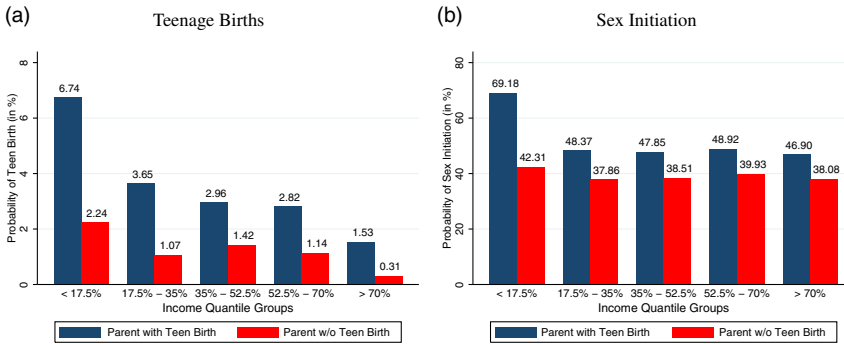 (a)
Teenage Births
Probability of Teen Birth (in %)
8
6
4
2
0
6.74
2.24
3.65
1.07
2.96
1.42
2.82
1.14
1.53
0.31
< 17.5%
17.5% − 35%
35% − 52.5%
52.5% − 70%
> 70%
Income Quantile Groups
Parent with Teen Birth
Parent w/o Teen Birth
(b)
Sex Initiation
Probability of Sex Initiation (in %)
80
60
40
20
0
69.18
42.31
48.37
37.86
47.85
38.51
48.92
39.93
46.90
38.08
< 17.5%
17.5% − 35%
35% − 52.5%
52.5% − 70%
> 70%
Income Quantile Groups
Parent with Teen Birth
Parent w/o Teen Birth